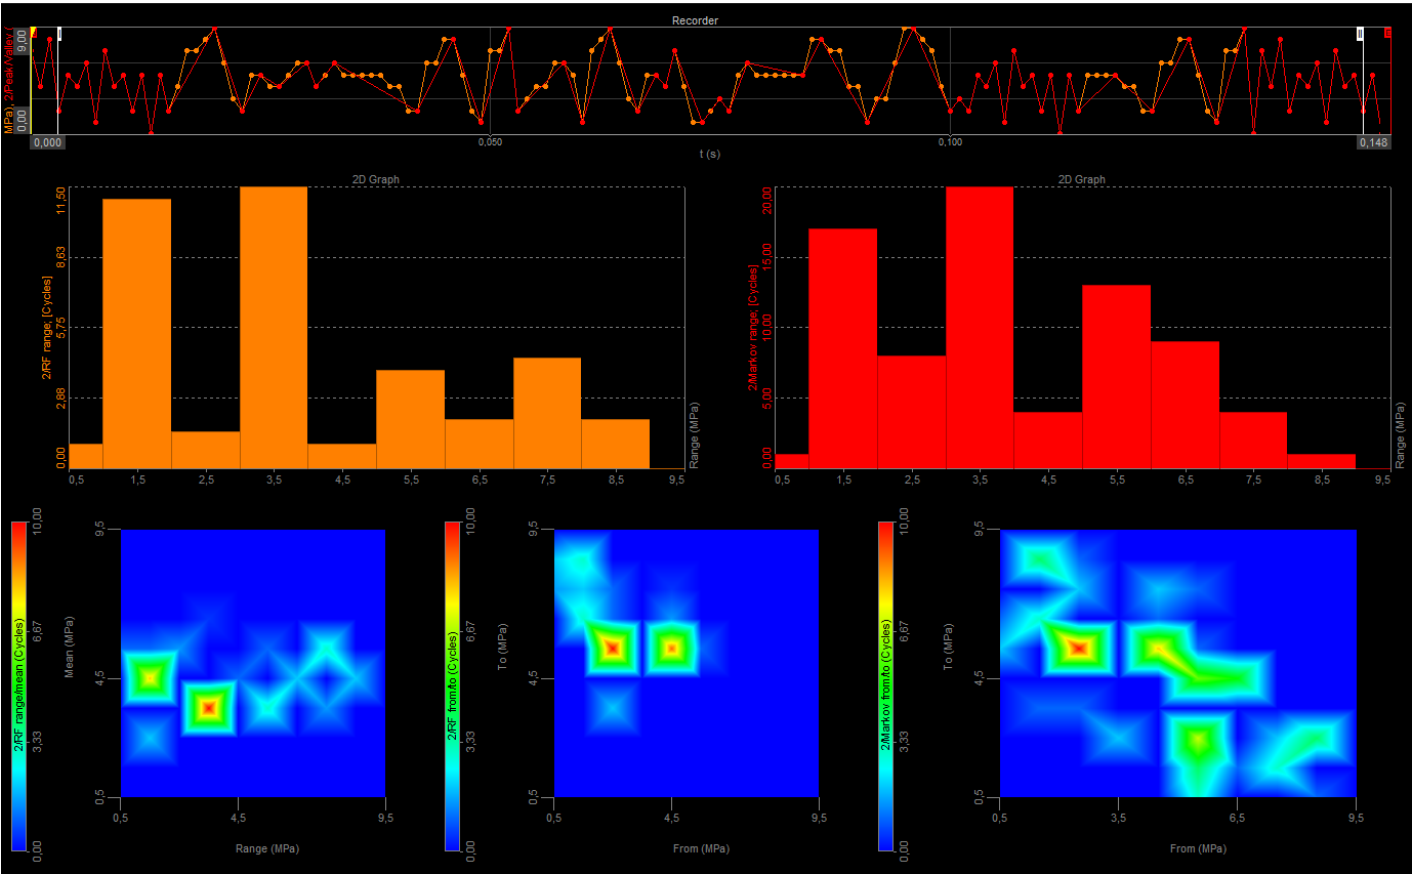 Recorder
MPa), 2/Peak/Valley (
9,00
0,00
0,000
0,050
0,100
0,148
t (s)
2D Graph
2/RF range; [Cycles]
11,50
8,63
5,75
2,88
0,00
0,5 1,5 2,5 3,5 4,5 5,5 6,5 7,5 8,5 9,5
Range (MPa)
2D Graph
2/Markov range; [Cycles]
20,00
15,00
10,00
5,00
0,00
0,5 1,5 2,5 3,5 4,5 5,5 6,5 7,5 8,5 9,5
Range (MPa)
2/RF range/mean (Cycles)
10,00
6,67
3,33
0,00
Mean (MPa)
9,5
4,5
0,5
0,5 4,5 9,5
Range (MPa)
2/RF from/to (Cycles)
10,00
6,67
3,33
0,00
To (MPa)
9,5
4,5
0,5
0,5 4,5 9,5
From (MPa)
2/Markov from/to (Cycles)
10,00
6,67
3,33
0,00
To (MPa)
9,5
4,5
0,5
0,5 3,5 6,5 9,5
From (MPa)